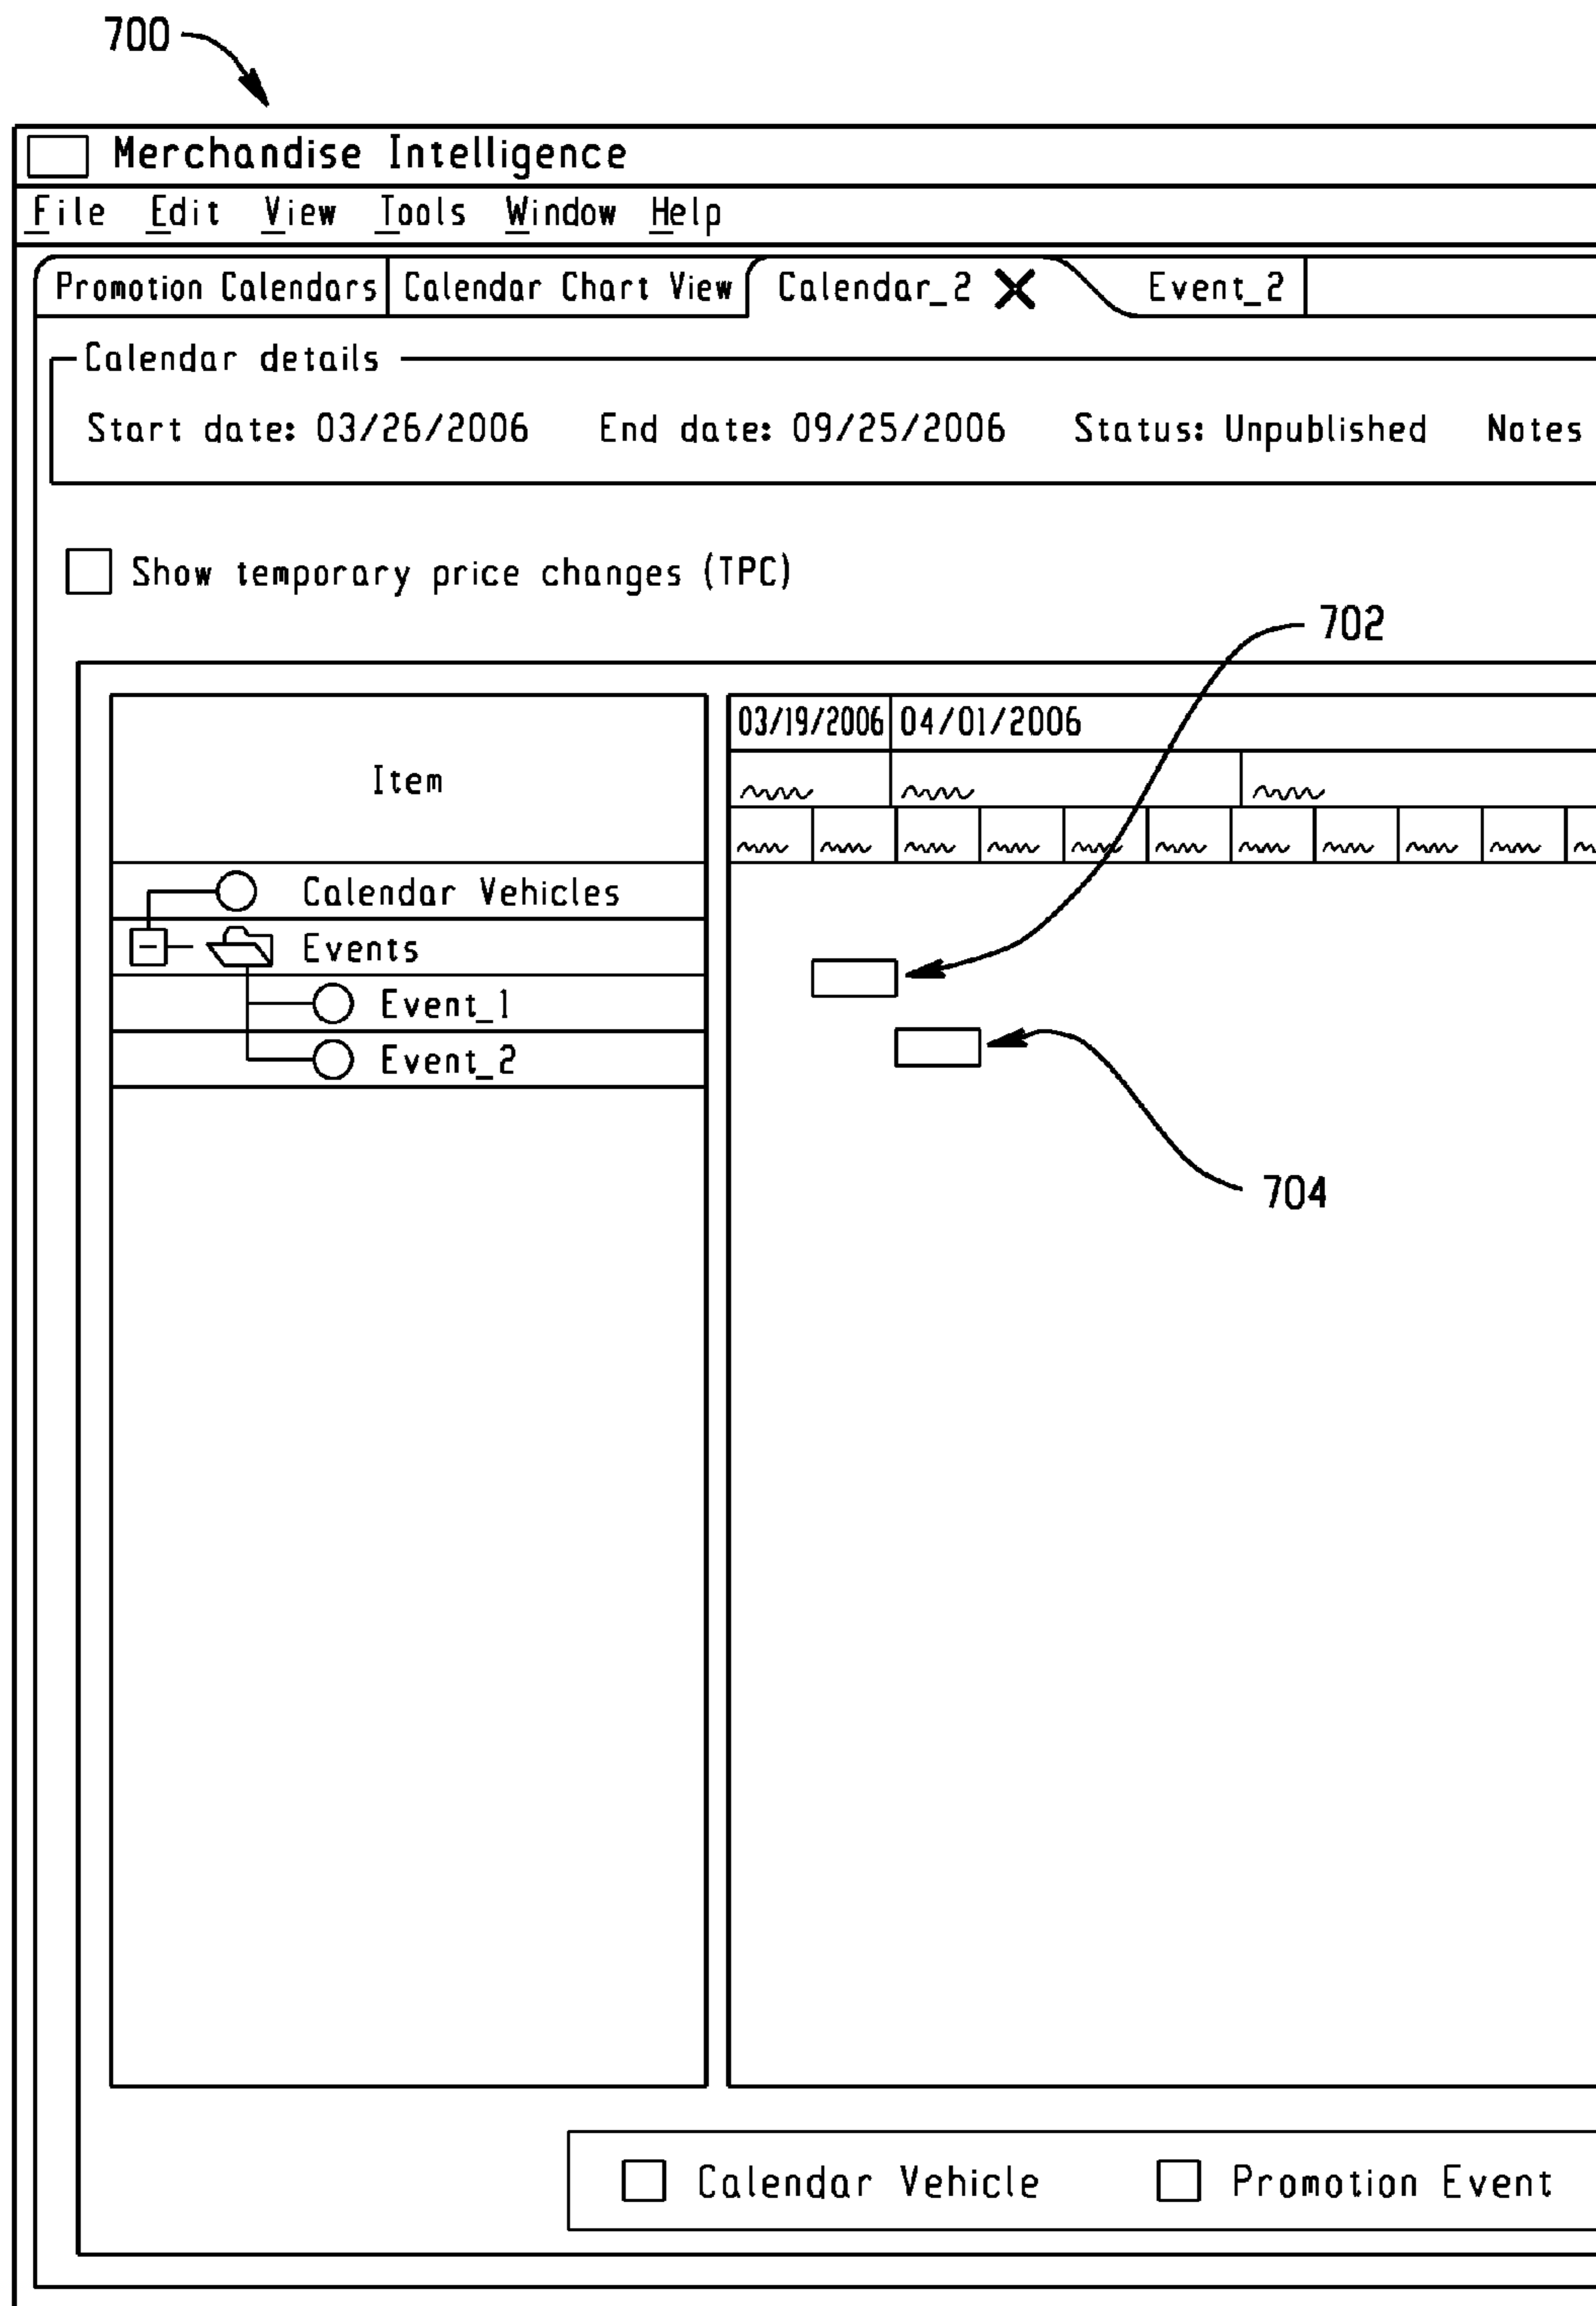 700
Merchandise Intelligence
File Edit View Tools Window Help
Promotion Calendars Calendar Chart View Calendar_2 Event_2
Calendar details
Start date: 03/26/2006 End date: 09/25/2006 Status: Unpublished Notes
Show temporary price changes (TPC)
702
03/19/2006 04/01/2006
Item
Calendar Vehicles
Events
Event_1
Event_2
704
Calendar Vehicle Promotion Event